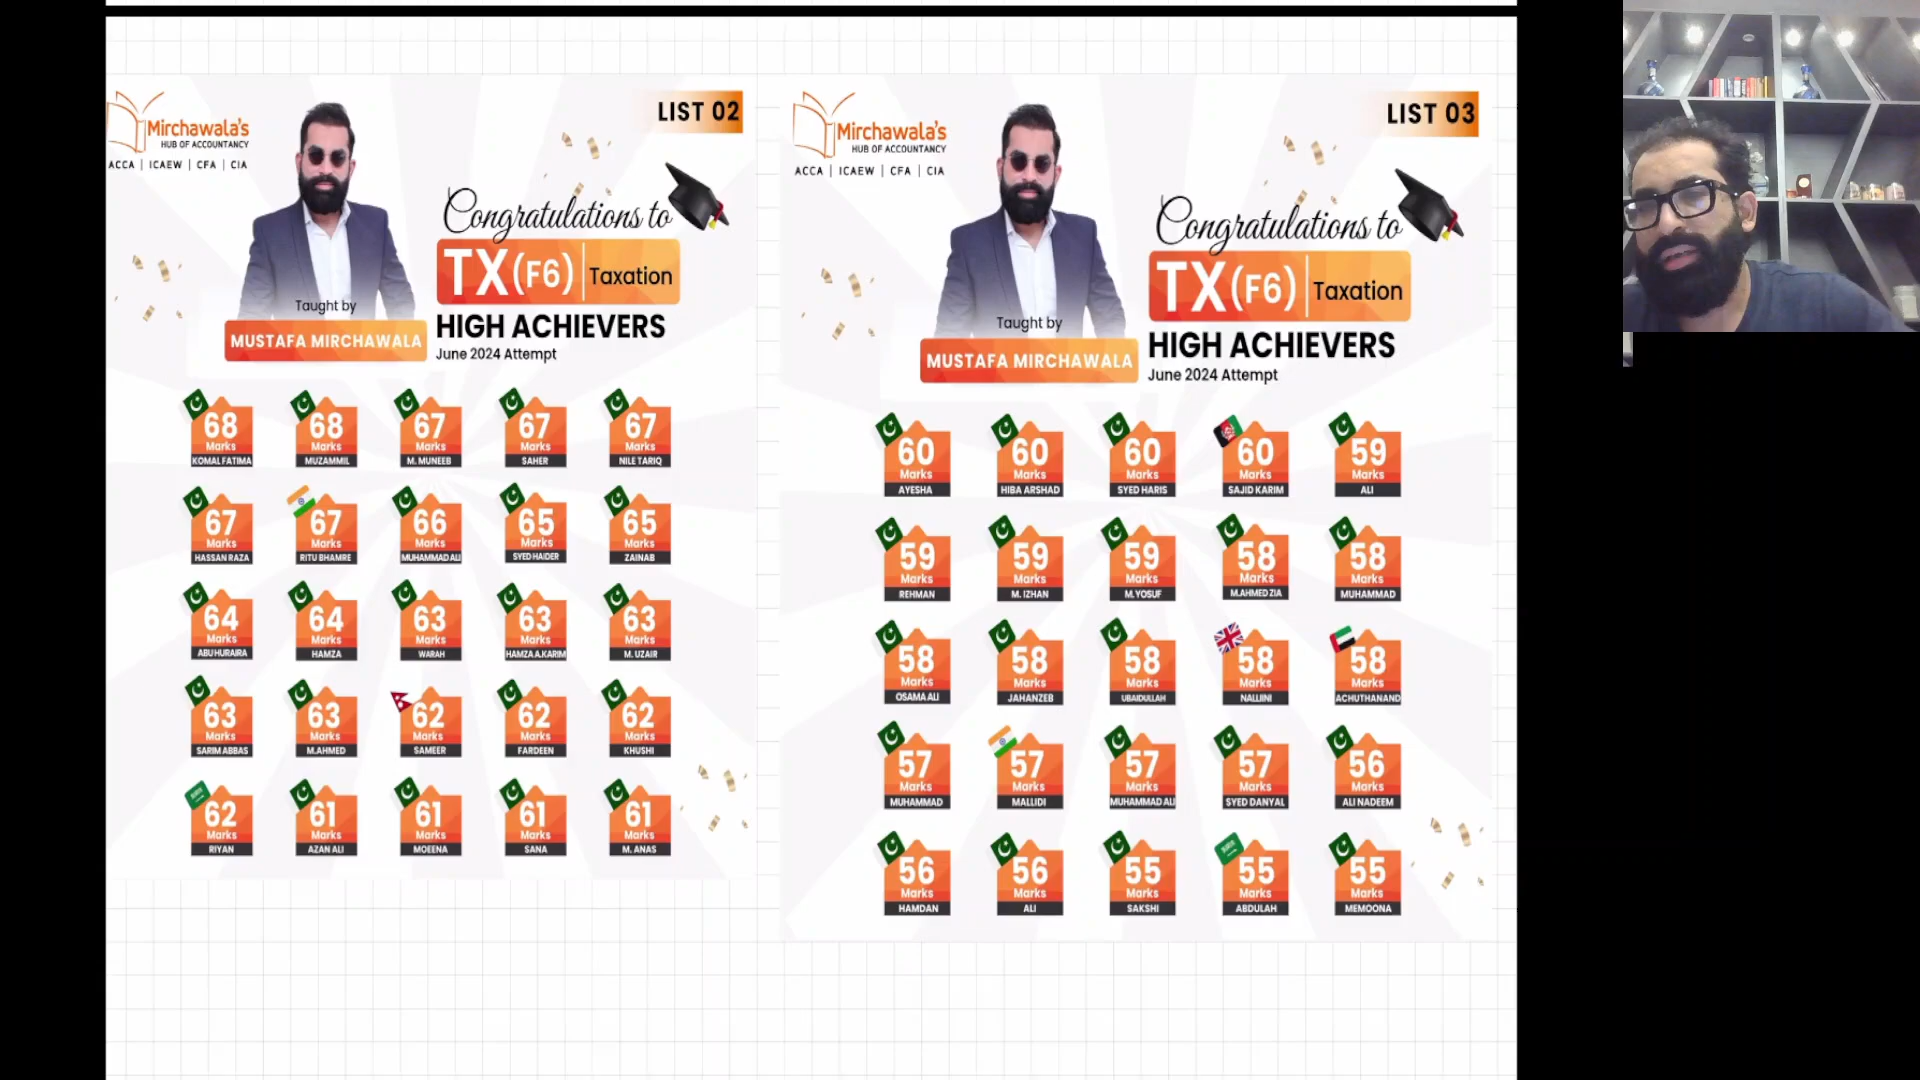 LIST 02
Mirchawala's
HUB OF ACCOUNTANCY
ACCA | ICAEW | CFA | CIA
Congratulations to
TX (F6) Taxation
Taught by
MUSTAFA MIRCHAWALA
HIGH ACHIEVERS
June 2024 Attempt
68 68 67 67 67
Marks Marks Marks Marks Marks
KOMAL FATIMA MUZAMMIL M. MUNEEB SAHER NILE TARIQ
67 67 66 65 65
Marks Marks Marks Marks Marks
HASSAN RAZA RITU BHAMRE MUHAMMAD ALI SYED HAIDER ZAINAB
64 64 63 63 63
Marks Marks Marks Marks Marks
ABU HURAIRA HAMZA WARAH HAMZA A.KARIM M. UZAIR
63 63 62 62 62
Marks Marks Marks Marks Marks
SARIM ABBAS M.AHMED SAMEER FARDEEN KHUSHI
62 61 61 61 61
Marks Marks Marks Marks Marks
RIYAN AZAN ALI MOEENA SANA M. ANAS
LIST 03
Mirchawala's
HUB OF ACCOUNTANCY
ACCA | ICAEW | CFA | CIA
Congratulations to
TX (F6) Taxation
Taught by
MUSTAFA MIRCHAWALA
HIGH ACHIEVERS
June 2024 Attempt
60 60 60 60 59
Marks Marks Marks Marks Marks
AYESHA HIBA ARSHAD SYED HARIS SAJID KARIM ALI
59 59 59 58 58
Marks Marks Marks Marks Marks
REHMAN M. IZHAN M.YOSUF M.AHMED ZIA MUHAMMAD
58 58 58 58 58
Marks Marks Marks Marks Marks
OSAMA ALI JAHANZEB UBAIDULLAH NALLIINI ACHUTHANAND
57 57 57 57 56
Marks Marks Marks Marks Marks
MUHAMMAD MALLIDI MUHAMMAD ALI SYED DANYAL ALI NADEEM
56 56 55 55 55
Marks Marks Marks Marks Marks
HAMDAN ALI SAKSHI ABDULAH MEMOONA